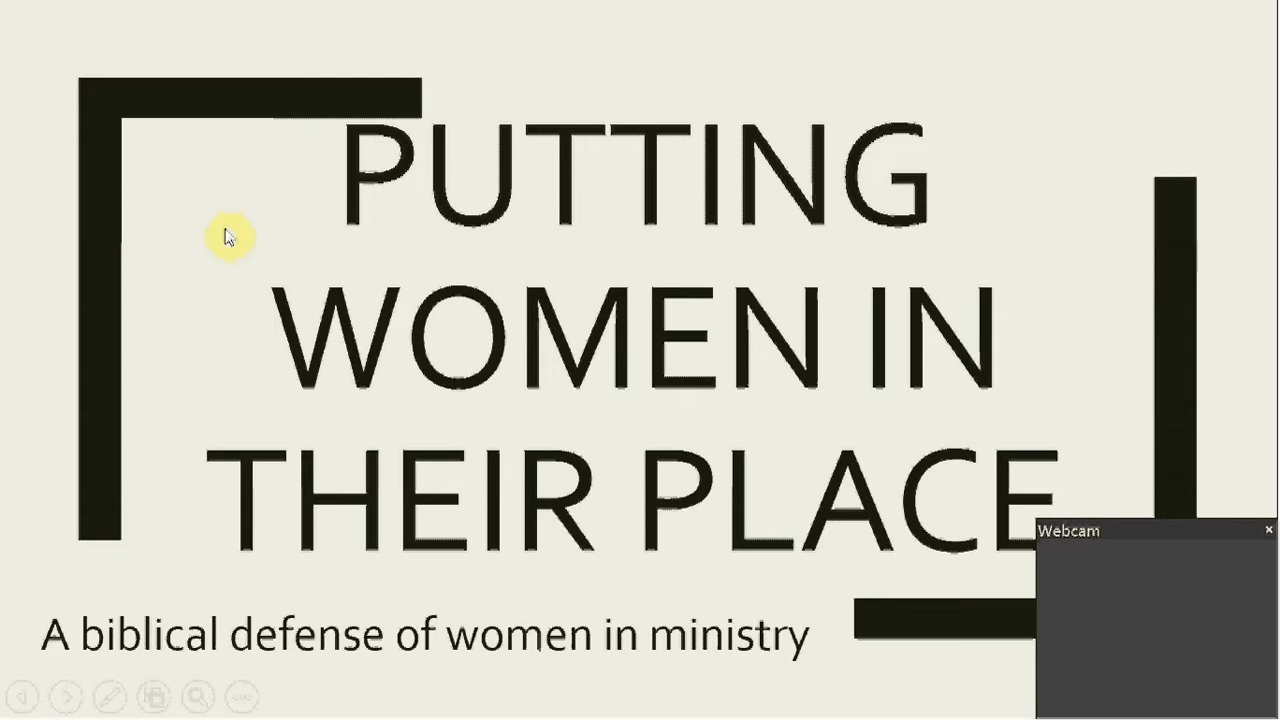 PUTTING
WOMEN IN
THEIR PLACE
Webcam
A biblical defense of women in ministry